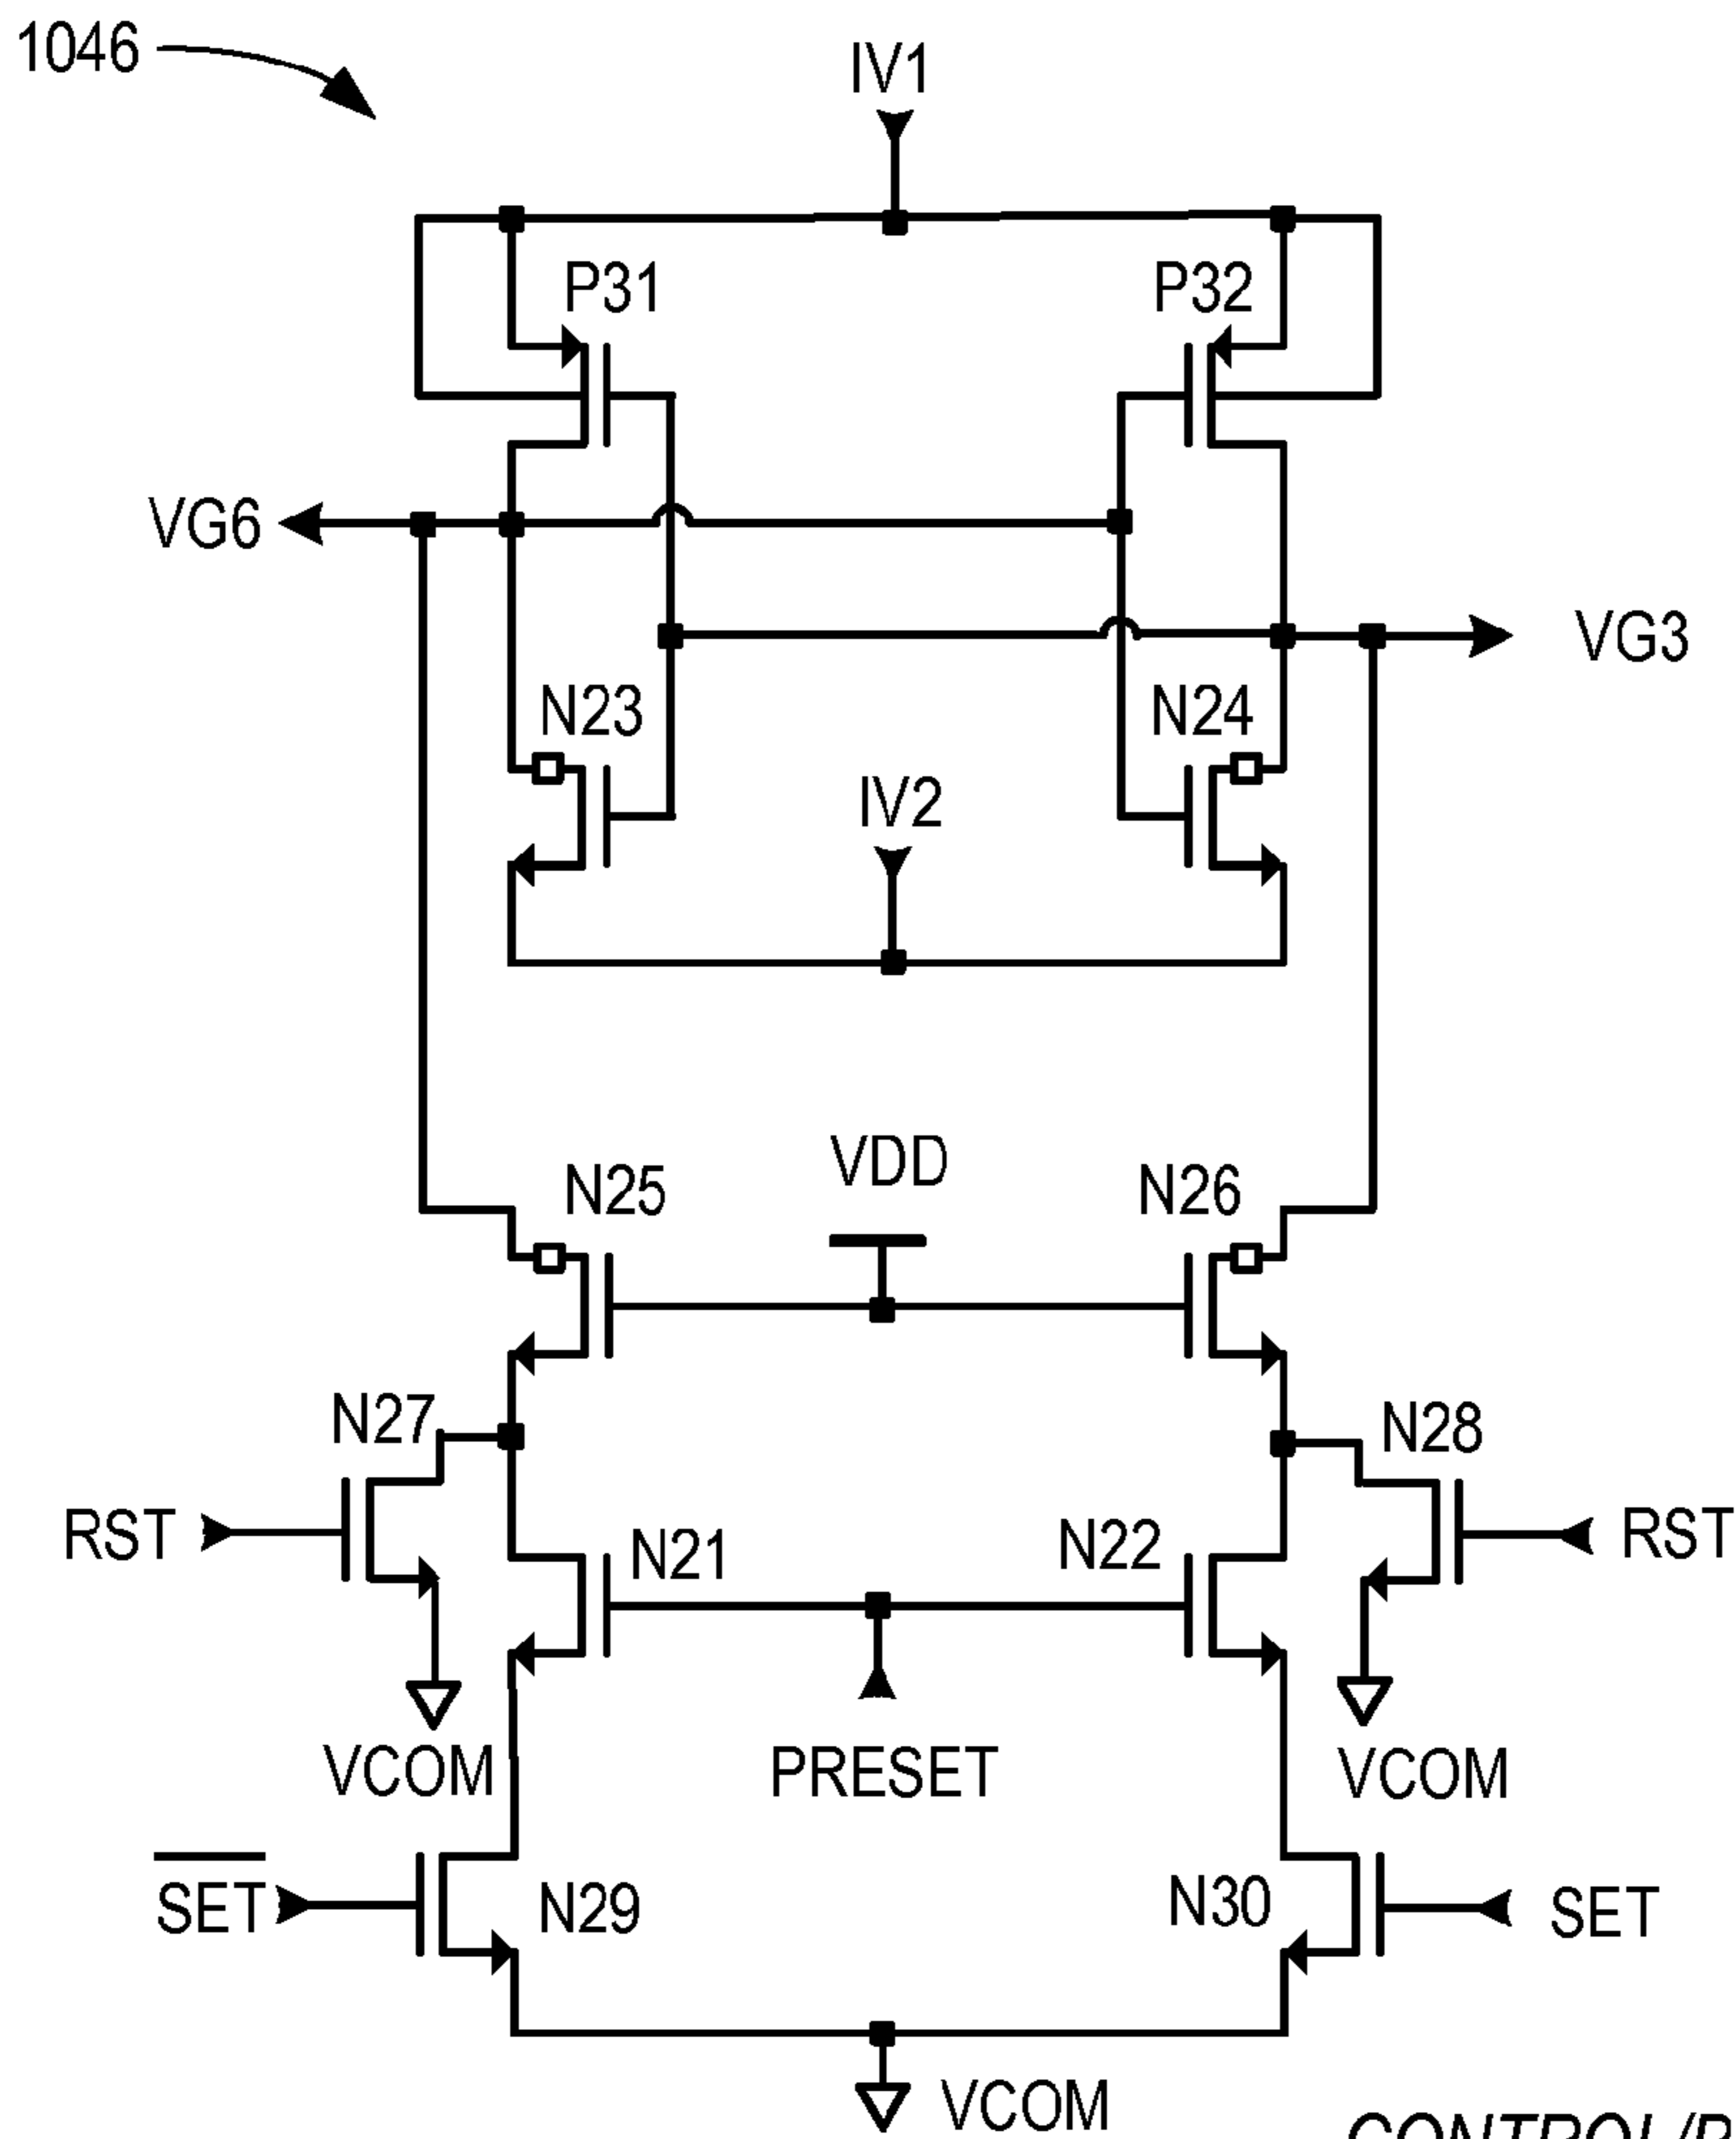 1046
IV1
P31
P32
VG6
VG3
N23
N24
IV2
VDD
N25
N26
N27
N28
RST
N21
N22
RST
VCOM
PRESET
VCOM
SET
N29
N30
SET
VCOM